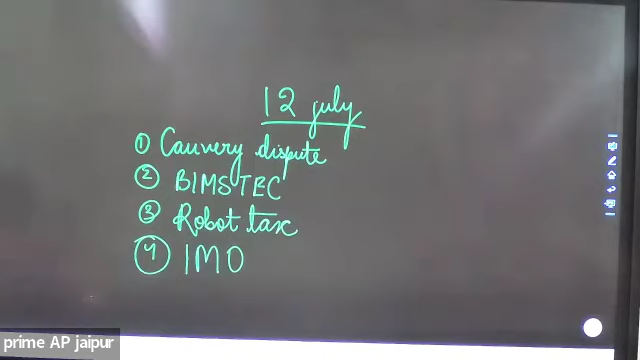 12 july
① Cauvery dispute
② BIMSTEC
③ Robot tax
④ IMO
prime AP jaipur